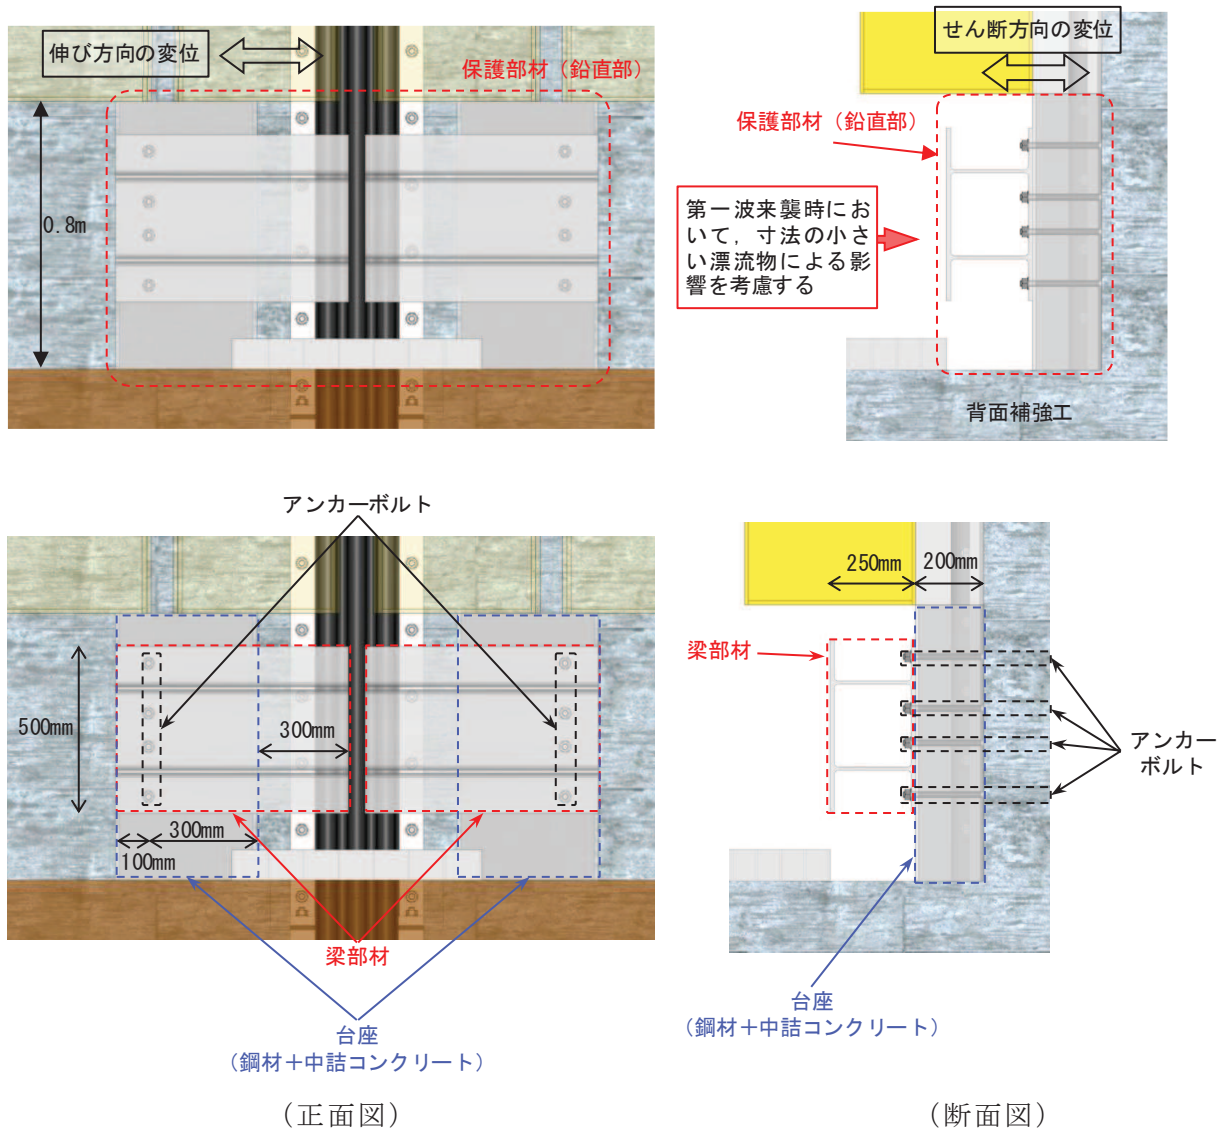 伸び方向の変位
保護部材（鉛直部）
0.8m
せん断方向の変位
保護部材（鉛直部）
第一波来襲時にお
いて，寸法の小さ
い漂流物による影
響を考慮する
背面補強工
アンカーボルト
500mm
300mm
300mm
100mm
梁部材
台座
（鋼材＋中詰コンクリート）
（正面図）
250mm
200mm
梁部材
アンカー
ボルト
台座
（鋼材＋中詰コンクリート）
（断面図）